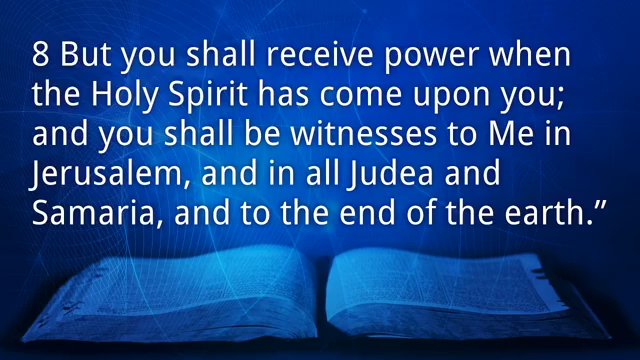 8 But you shall receive power when
the Holy Spirit has come upon you;
and you shall be witnesses to Me in
Jerusalem, and in all Judea and
Samaria, and to the end of the earth.”